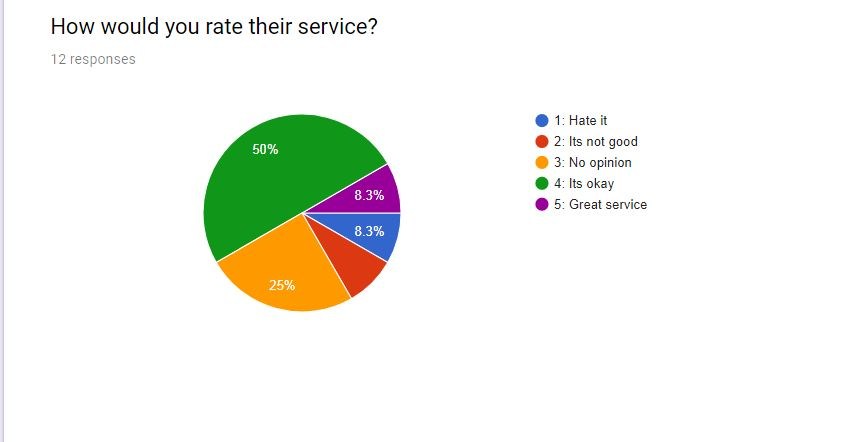 How would you rate their service?
12 responses
50%
8.3%
8.3%
25%
1: Hate it
2: Its not good
3: No opinion
4: Its okay
5: Great service